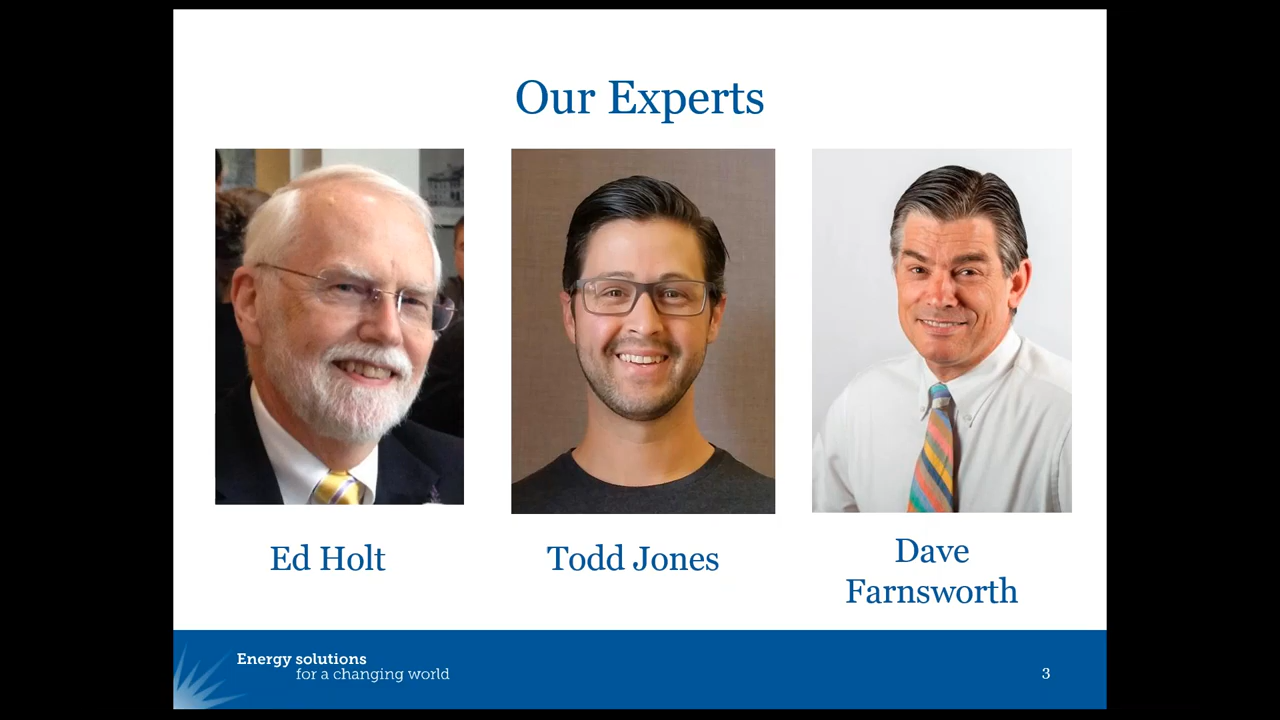 Our Experts
Ed Holt
Todd Jones
Dave
Farnsworth
Energy solutions
for a changing world
3